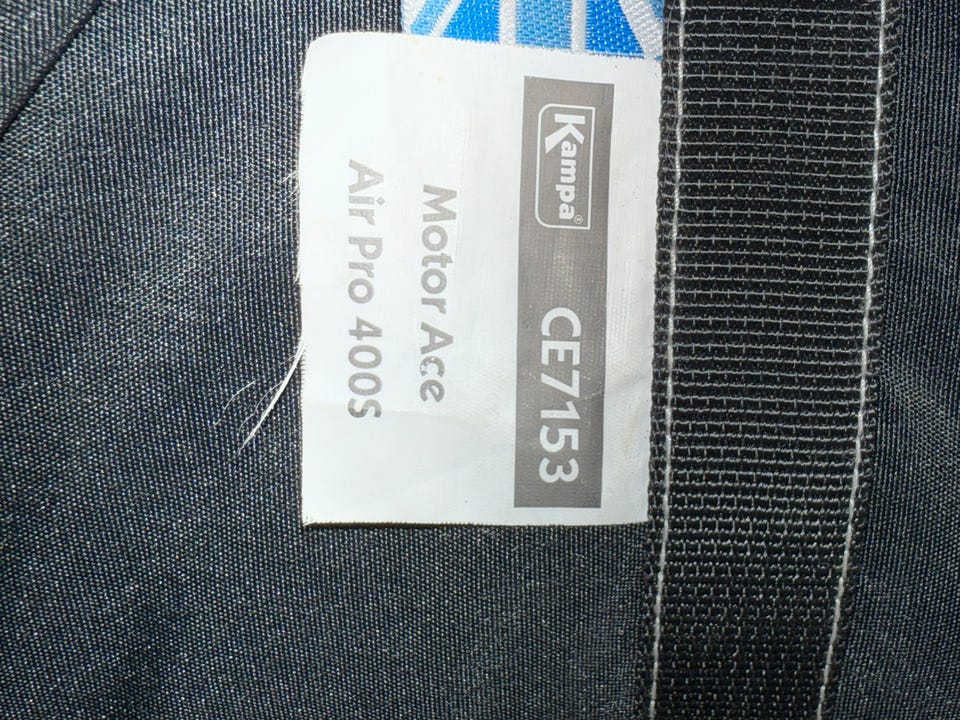 Kampa® CE7153
Motor Ace
Air Pro 400S